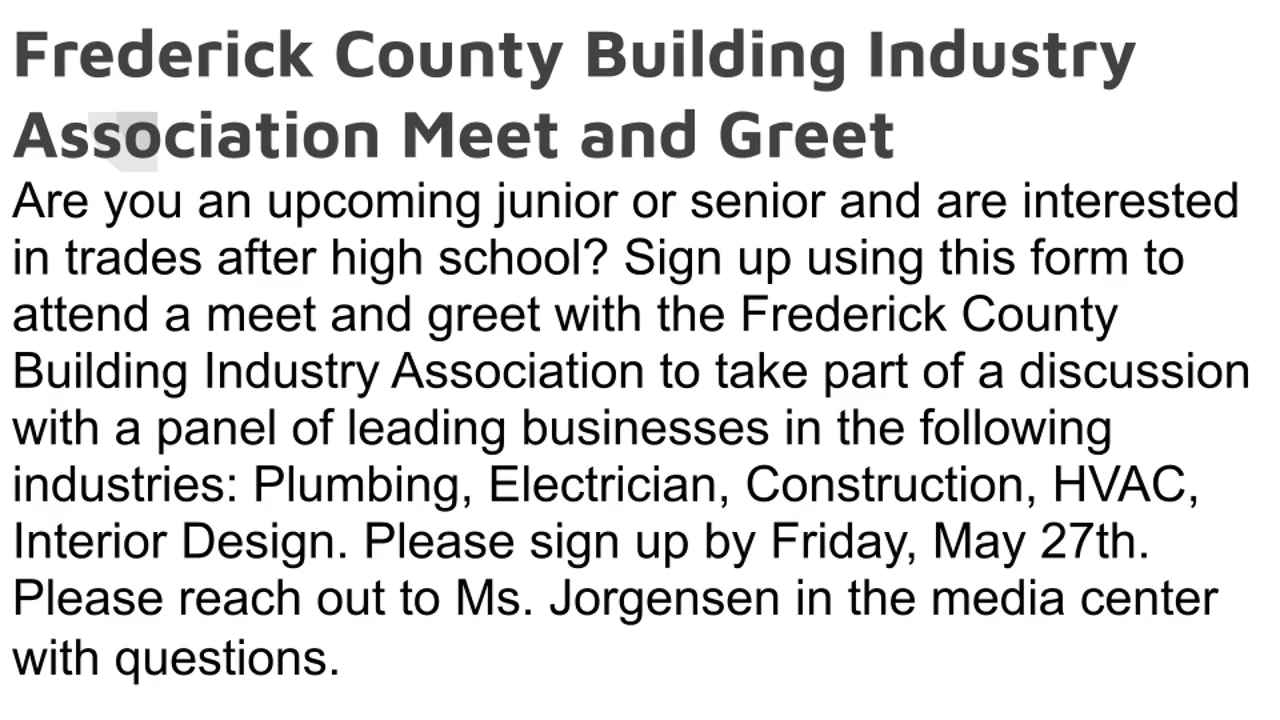 Frederick County Building Industry
Association Meet and Greet
Are you an upcoming junior or senior and are interested
in trades after high school? Sign up using this form to
attend a meet and greet with the Frederick County
Building Industry Association to take part of a discussion
with a panel of leading businesses in the following
industries: Plumbing, Electrician, Construction, HVAC,
Interior Design. Please sign up by Friday, May 27th.
Please reach out to Ms. Jorgensen in the media center
with questions.